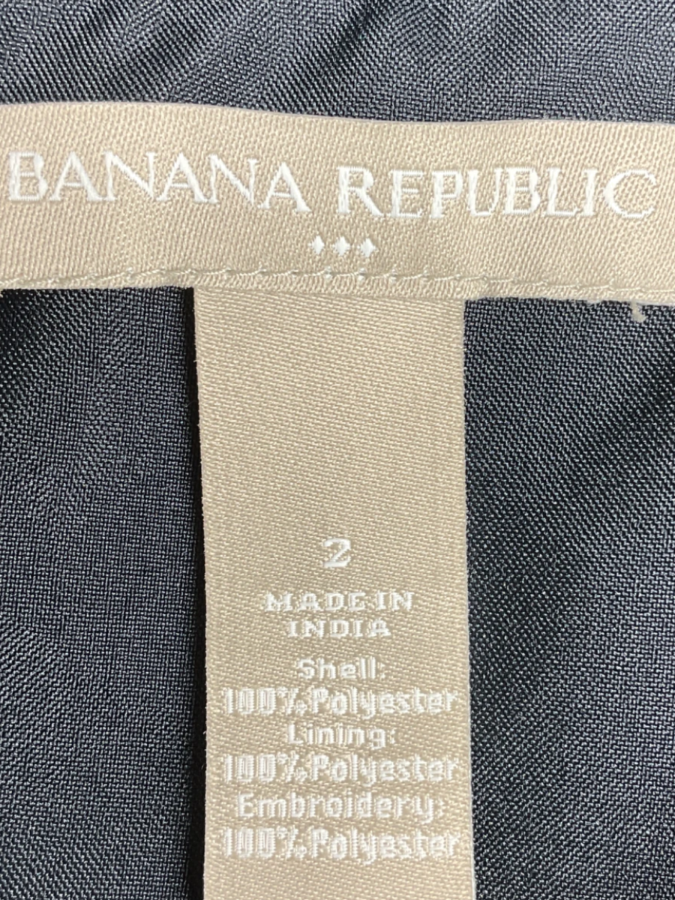 BANANA REPUBLIC
2
MADE IN
INDIA
Shell:
100% Polyester
Lining:
100% Polyester
Embroidery:
100% Polyester